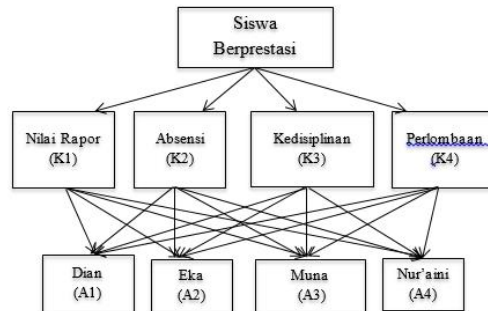 Siswa
Berprestasi
Nilai Rapor
(K1)
Absensi
(K2)
Kedisiplinan
(K3)
Perlombaan
(K4)
Dian
(A1)
Eka
(A2)
Muna
(A3)
Nur'aini
(A4)